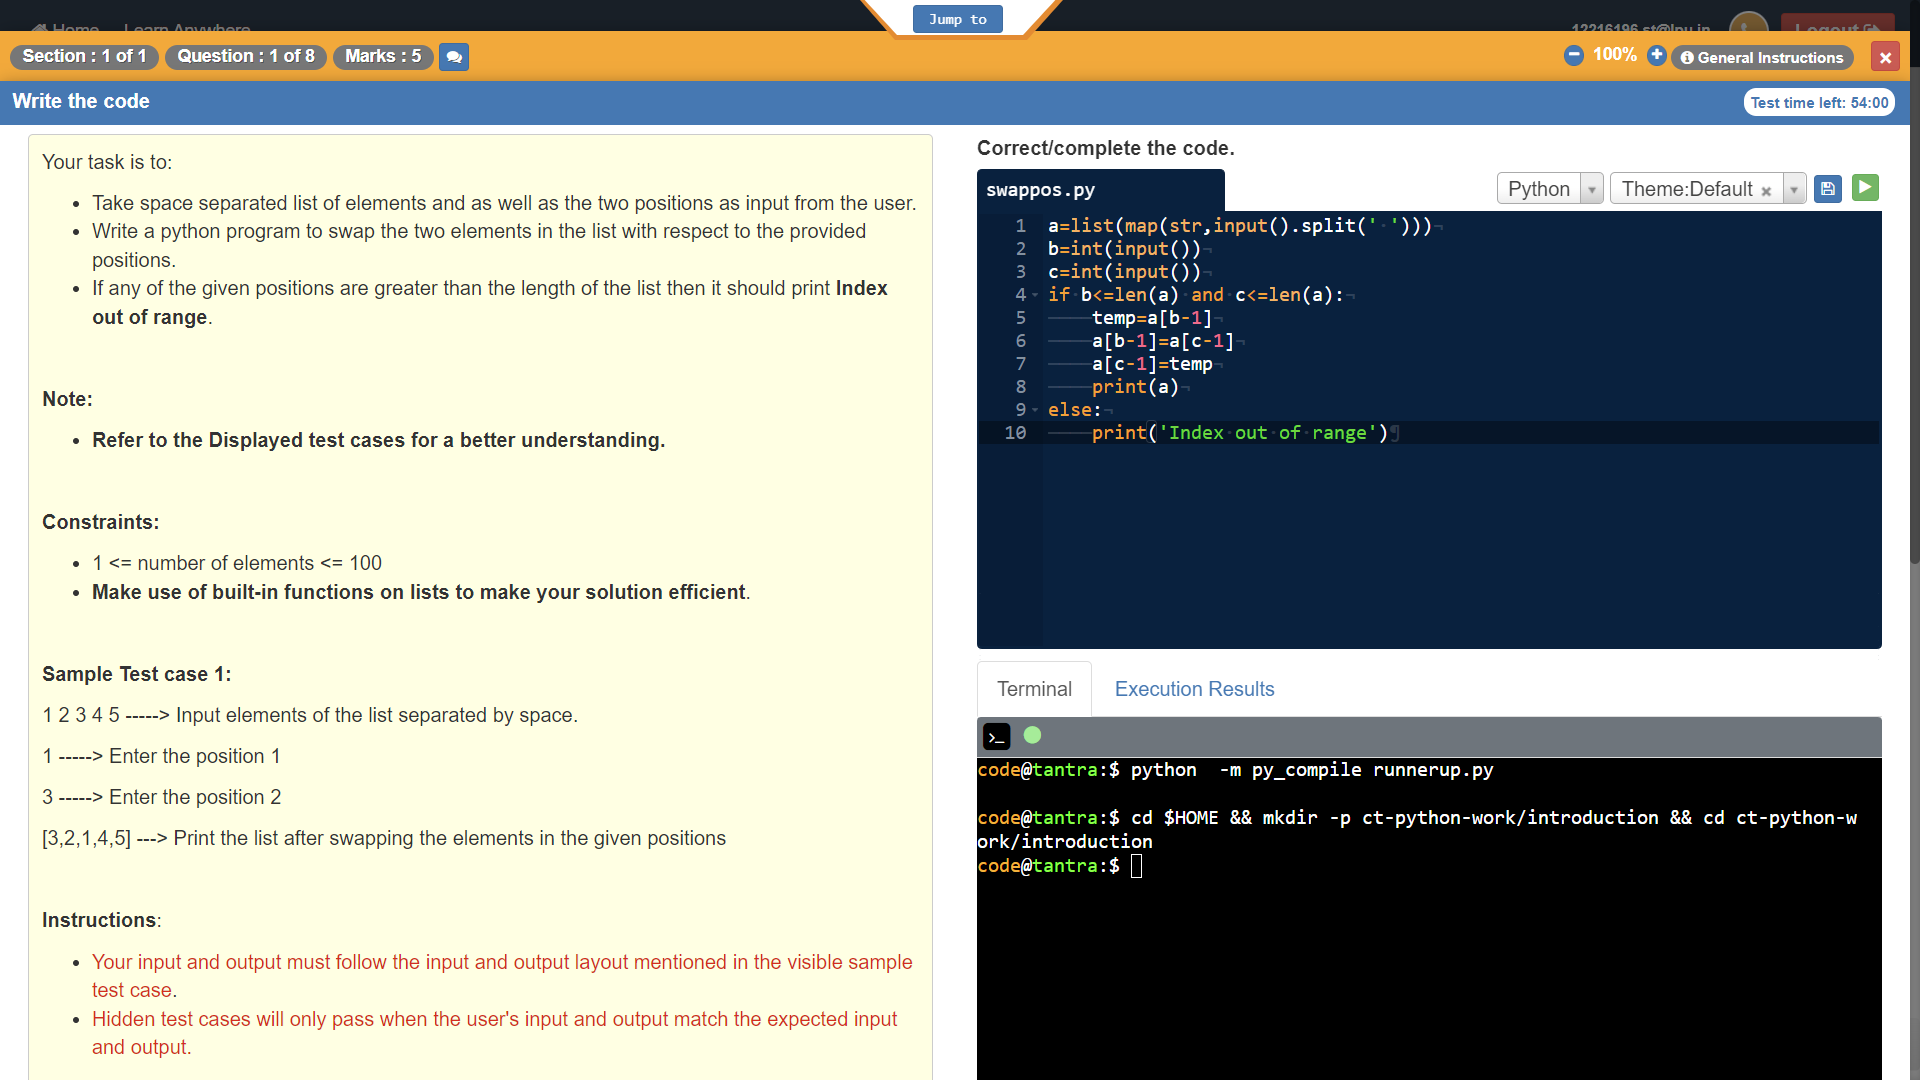 Jump to
Home Learn Anywhere
12216196.st@lpu.in
Logout
Section : 1 of 1 Question : 1 of 8 Marks : 5
100% General Instructions
Write the code
Test time left: 54:00
Your task is to:
Take space separated list of elements and as well as the two positions as input from the user.
Write a python program to swap the two elements in the list with respect to the provided
positions.
If any of the given positions are greater than the length of the list then it should print Index
out of range.
Note:
Refer to the Displayed test cases for a better understanding.
Constraints:
1 <= number of elements <= 100
Make use of built-in functions on lists to make your solution efficient.
Sample Test case 1:
1 2 3 4 5 -----> Input elements of the list separated by space.
1 -----> Enter the position 1
3 -----> Enter the position 2
[3,2,1,4,5] ---> Print the list after swapping the elements in the given positions
Instructions:
Your input and output must follow the input and output layout mentioned in the visible sample
test case.
Hidden test cases will only pass when the user's input and output match the expected input
and output.
Correct/complete the code.
swappos.py
Python Theme:Default
1 a=list(map(str,input().split(' ')))
2 b=int(input())
3 c=int(input())
4 if b<=len(a) and c<=len(a):
5 temp=a[b-1]
6 a[b-1]=a[c-1]
7 a[c-1]=temp
8 print(a)
9 else:
10 print('Index out of range')
Terminal Execution Results
code@tantra:$ python  -m py_compile runnerup.py
code@tantra:$ cd $HOME && mkdir -p ct-python-work/introduction && cd ct-python-w
ork/introduction
code@tantra:$